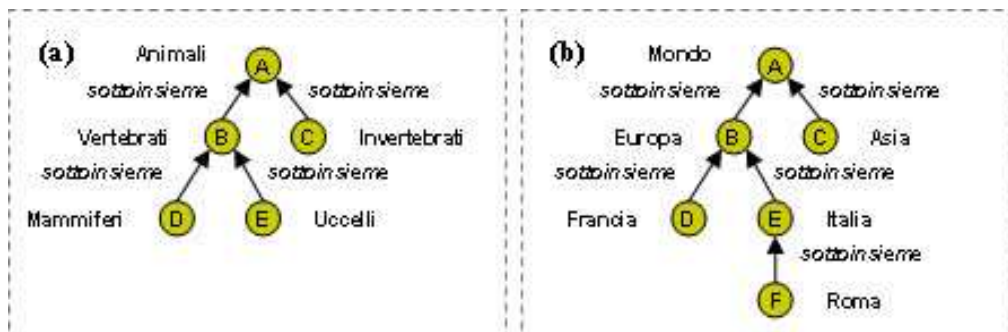 (a) Animali A
sottoinsieme sottoinsieme
Vertebrati B C Invertebrati
sottoinsieme sottoinsieme
Mammiferi D E Uccelli
(b) Mondo A
sottoinsieme sottoinsieme
Europa B C Asia
sottoinsieme sottoinsieme
Francia D E Italia
sottoinsieme
F Roma